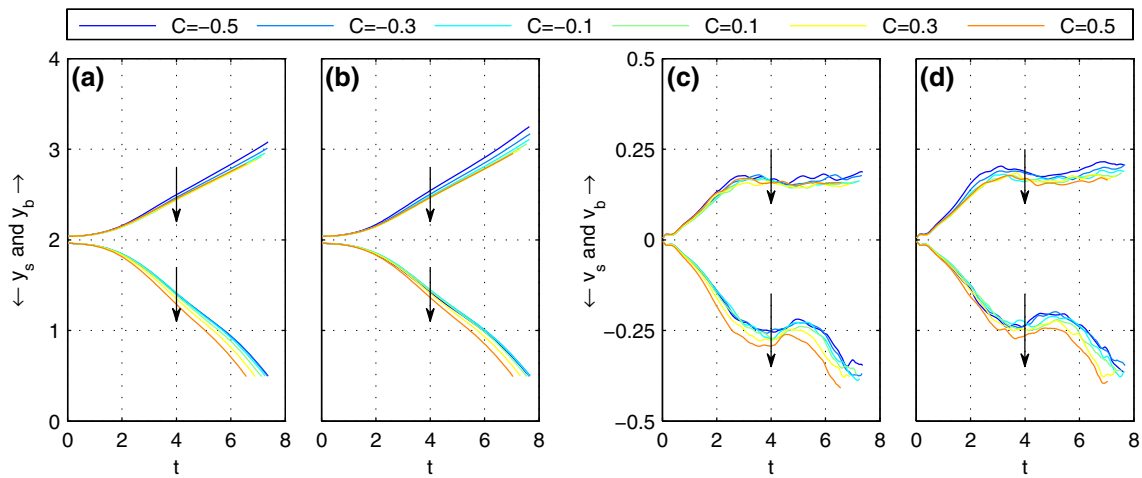 C=−0.5 C=−0.3 C=−0.1 C=0.1 C=0.3 C=0.5
(a) (b) (c) (d)
4
3
2
1
0
0.5
0.25
0
−0.25
−0.5
← y_s and y_b →
← v_s and v_b →
0 2 4 6 8 0 2 4 6 8 0 2 4 6 8 0 2 4 6 8
t t t t